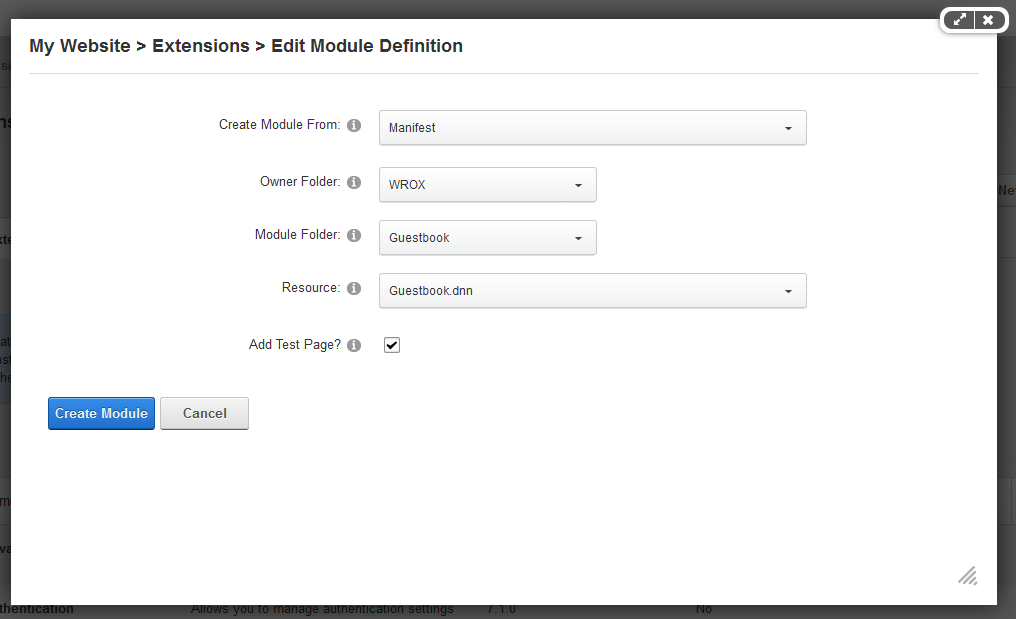 My Website > Extensions > Edit Module Definition
Create Module From:
Manifest
Owner Folder:
WROX
Module Folder:
Guestbook
Resource:
Guestbook.dnn
Add Test Page?
Create Module
Cancel
Allows you to manage authentication settings
7.1.0
No